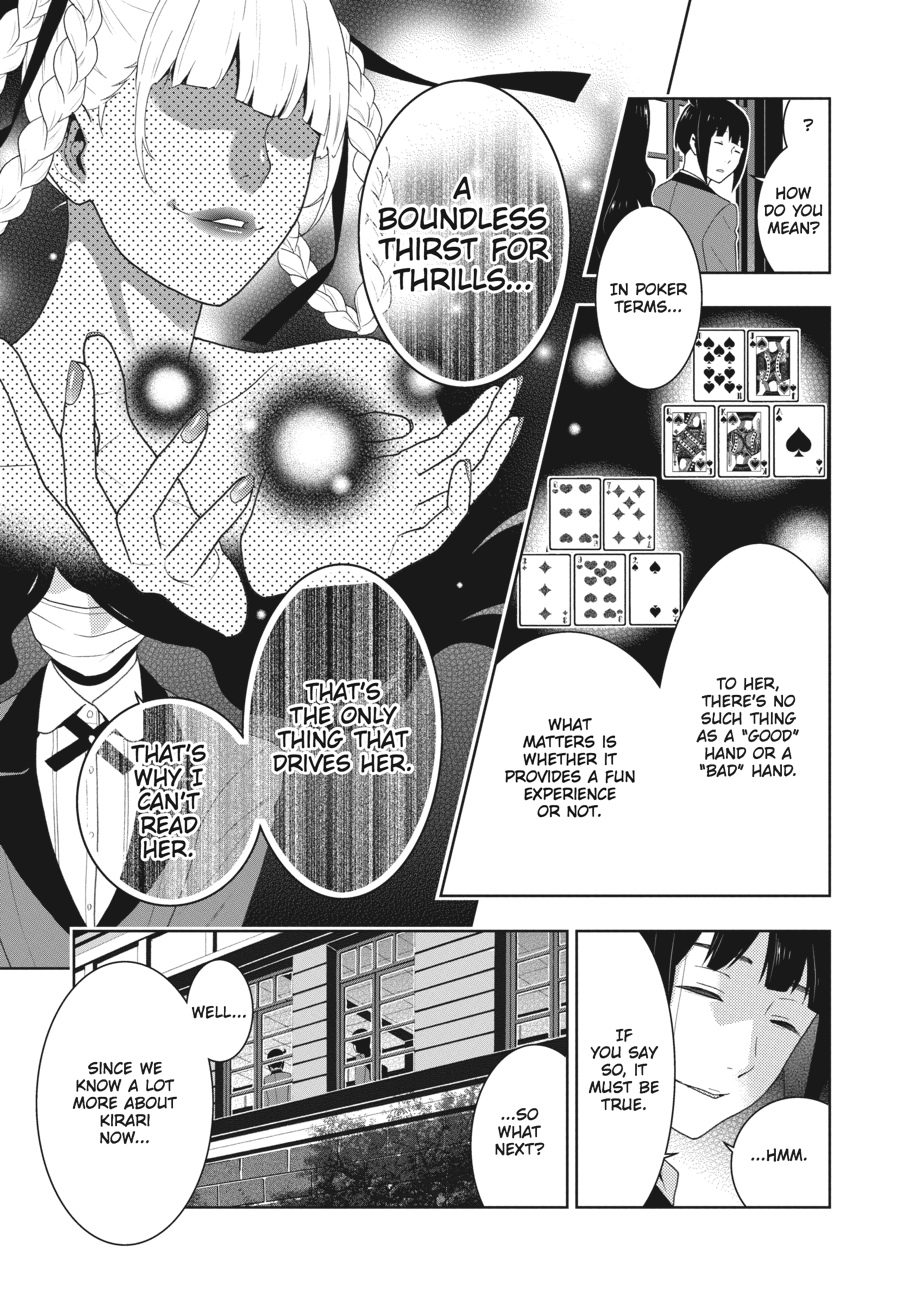 ?
HOW
DO YOU
MEAN?
IN POKER
TERMS...
TO HER,
THERE'S NO
SUCH THING
AS A "GOOD"
HAND OR A
"BAD" HAND.
WHAT
MATTERS IS
WHETHER IT
PROVIDES A FUN
EXPERIENCE
OR NOT.
A
BOUNDLESS
THIRST FOR
THRILLS...
THAT'S
THE ONLY
THING THAT
DRIVES HER.
THAT'S
WHY I
CAN'T
READ
HER.
...HMM.
IF
YOU SAY
SO, IT
MUST BE
TRUE.
...SO
WHAT
NEXT?
WELL...
SINCE WE
KNOW A LOT
MORE ABOUT
KIRARI
NOW...